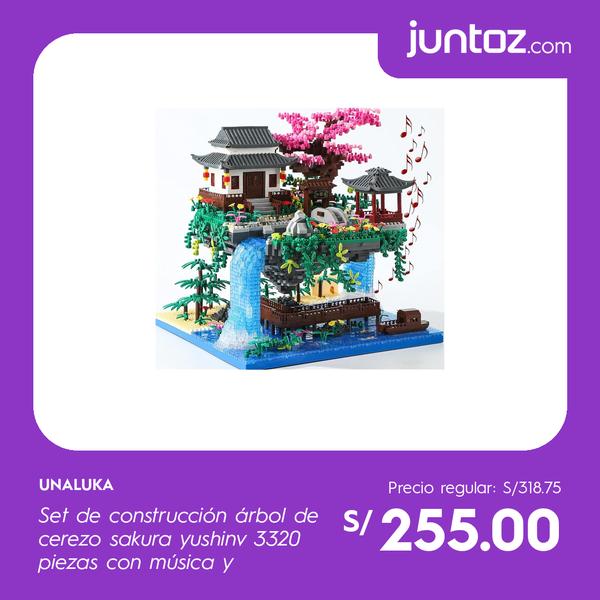 juntoz.com
UNALUKA
Set de construcción árbol de
cerezo sakura yushinv 3320
piezas con música y
Precio regular: S/318.75
S/255.00